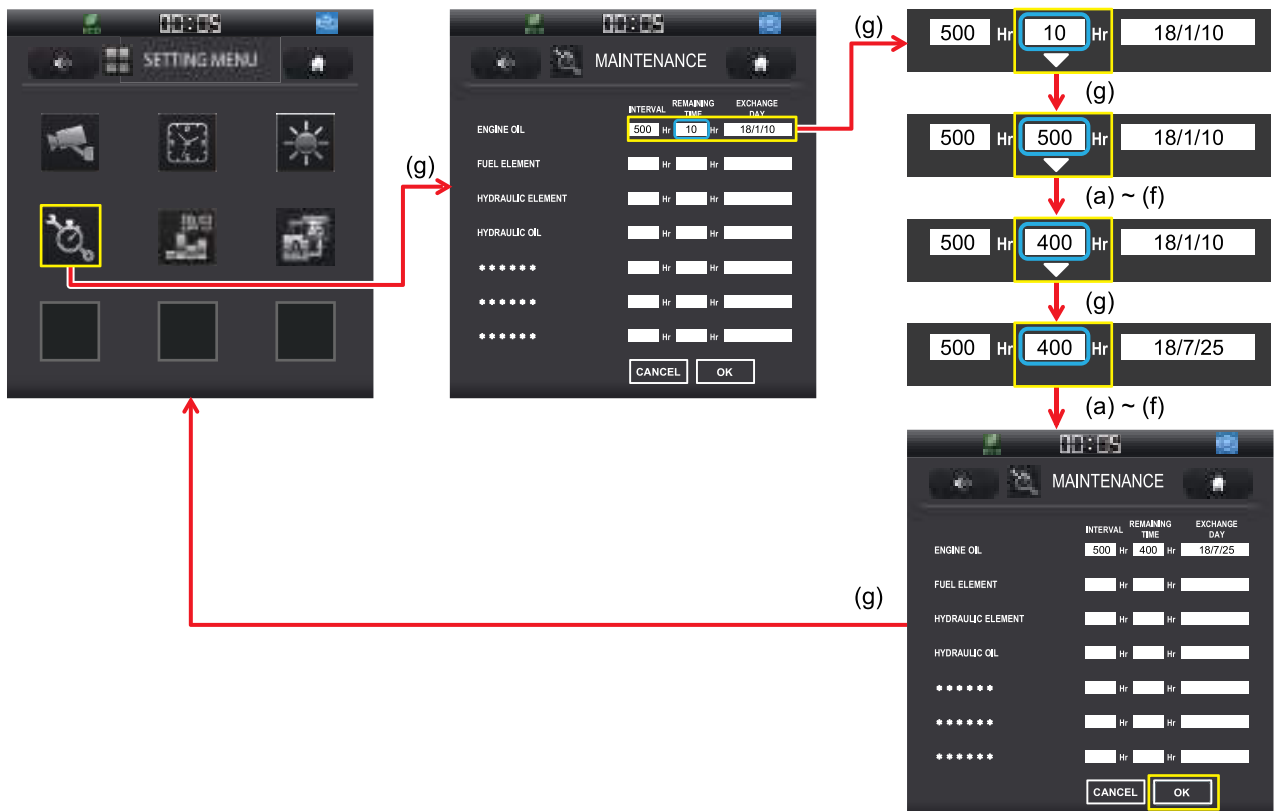 00:05
SETTING MENU
(g)
00:05
MAINTENANCE
INTERVAL REMAINING TIME EXCHANGE DAY
ENGINE OIL 500 Hr 10 Hr 18/1/10
FUEL ELEMENT Hr Hr
HYDRAULIC ELEMENT Hr Hr
HYDRAULIC OIL Hr Hr
****** Hr Hr
****** Hr Hr
****** Hr Hr
CANCEL OK
(g)
500 Hr 10 Hr 18/1/10
(g)
500 Hr 500 Hr 18/1/10
(a) ~ (f)
500 Hr 400 Hr 18/1/10
(g)
500 Hr 400 Hr 18/7/25
(a) ~ (f)
00:05
MAINTENANCE
INTERVAL REMAINING TIME EXCHANGE DAY
ENGINE OIL 500 Hr 400 Hr 18/7/25
FUEL ELEMENT Hr Hr
HYDRAULIC ELEMENT Hr Hr
HYDRAULIC OIL Hr Hr
****** Hr Hr
****** Hr Hr
****** Hr Hr
CANCEL OK
(g)